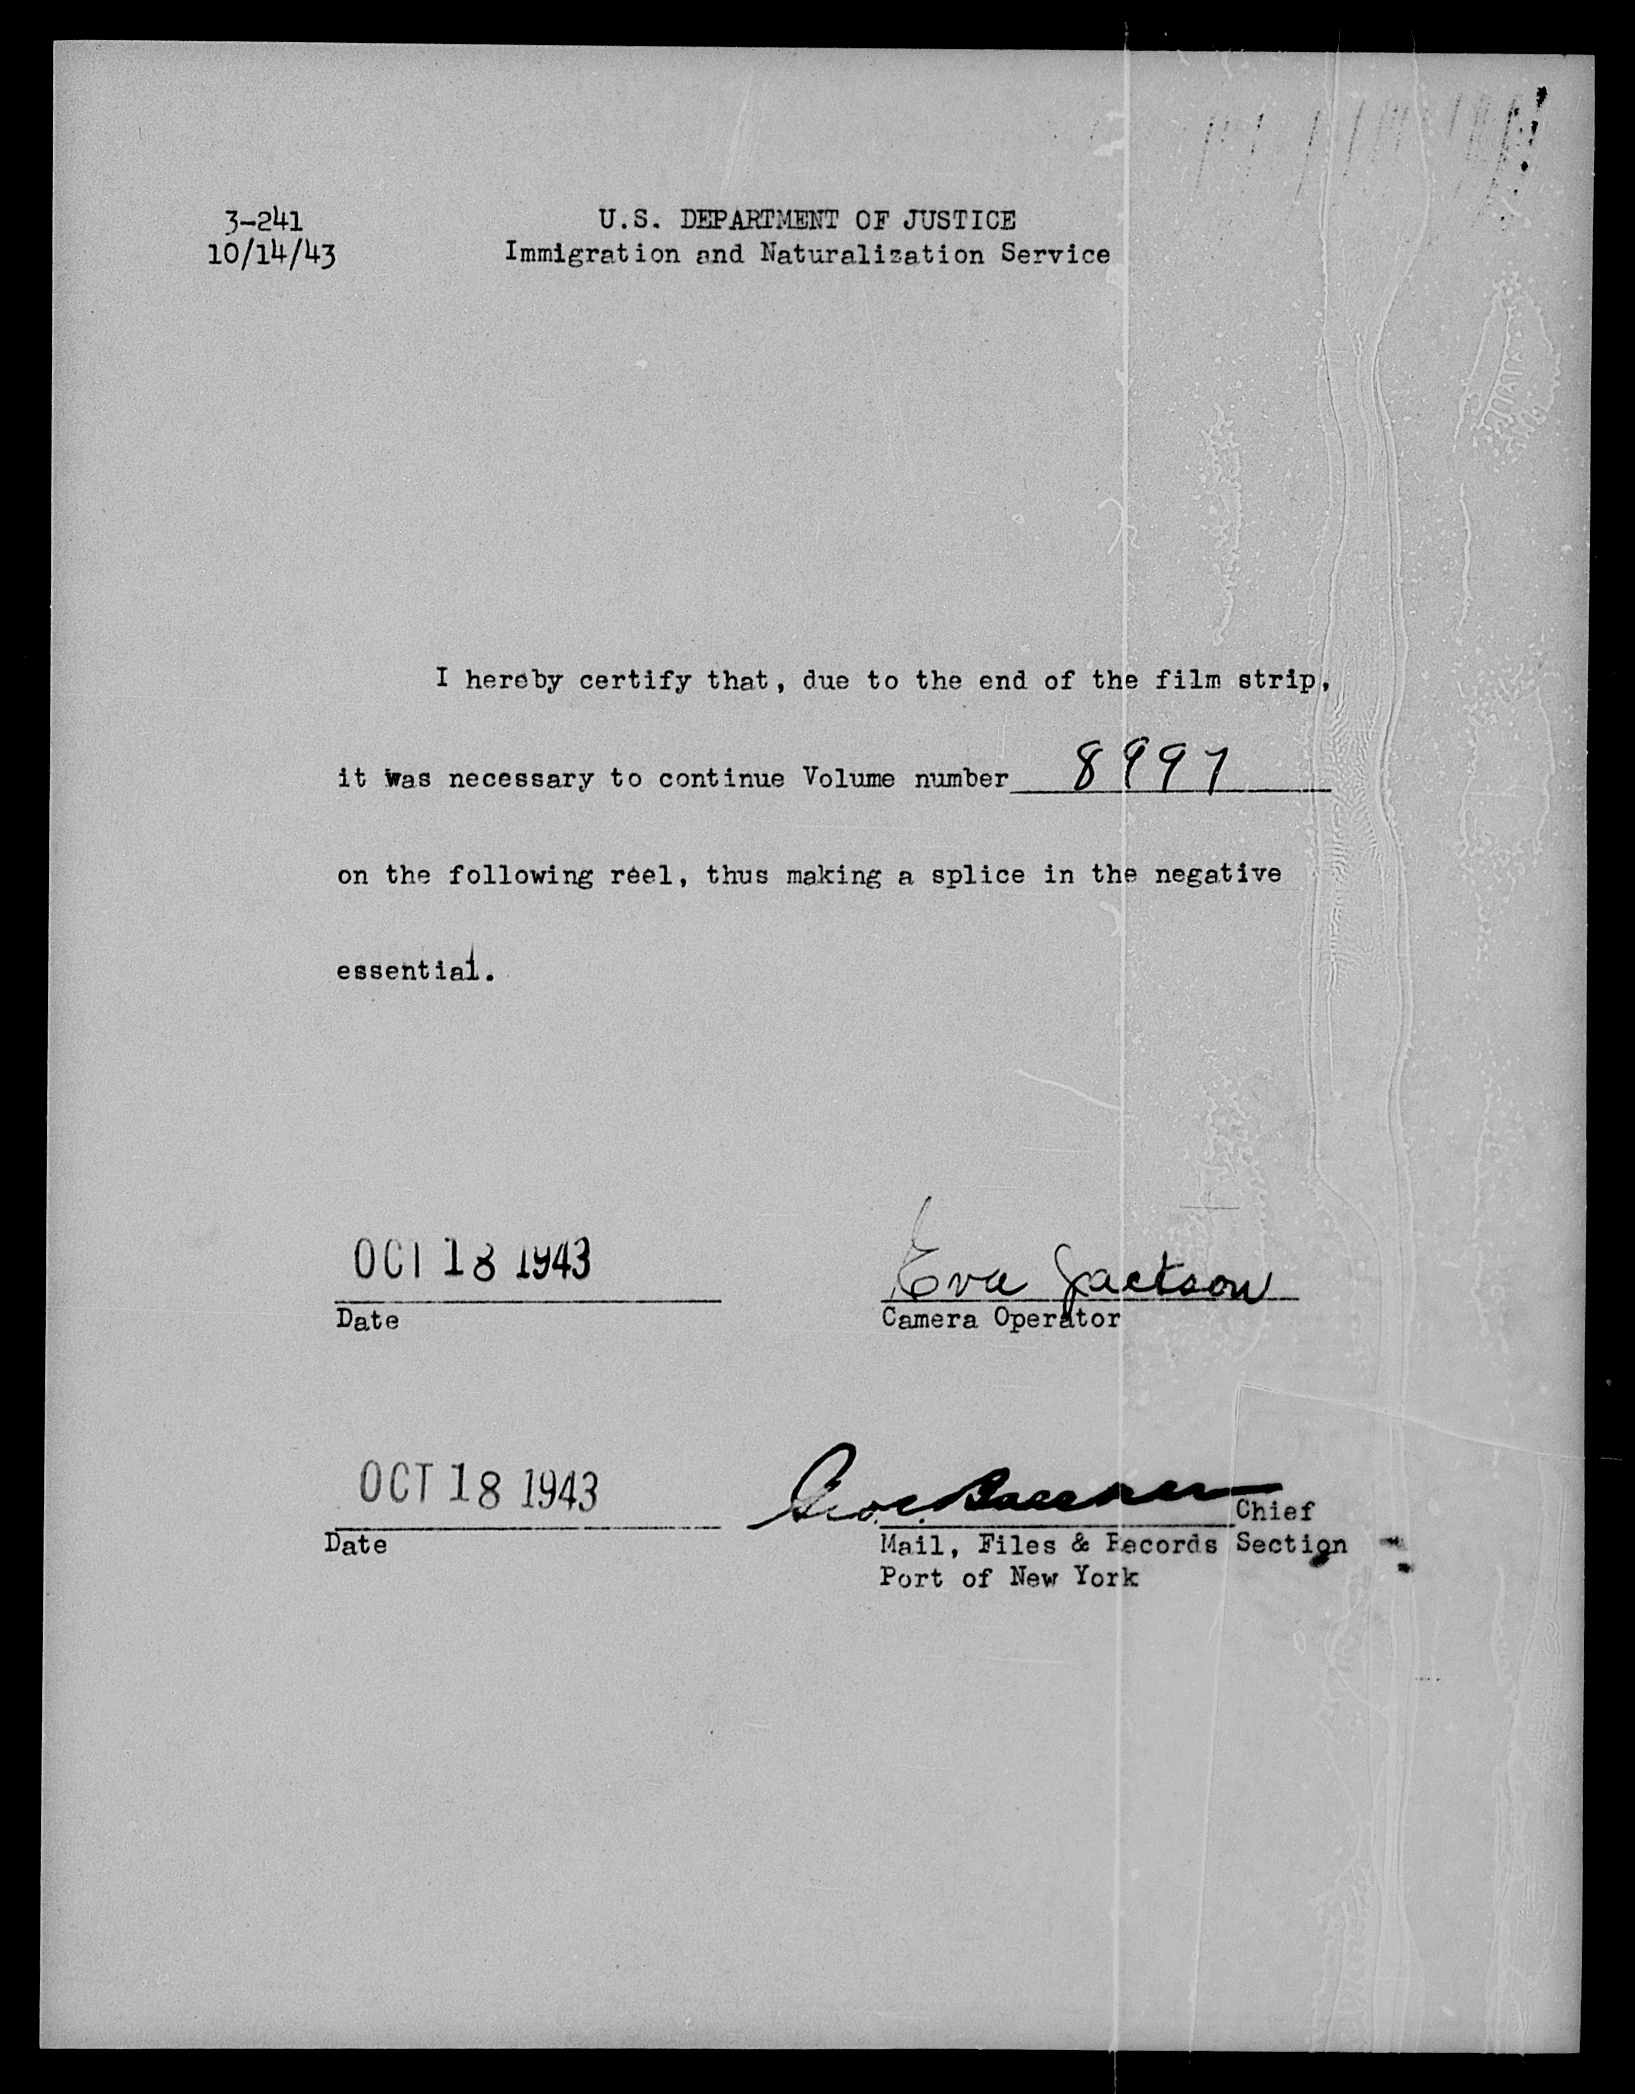 3-241
10/14/43
U.S. DEPARTMENT OF JUSTICE
Immigration and Naturalization Service
I hereby certify that, due to the end of the film strip,
it was necessary to continue Volume number 8997
on the following reel, thus making a splice in the negative
essential.
OCT 18 1943
Date
Eva Jackson
Camera Operator
OCT 18 1943
Date
Geo. C.
Chief
Mail, Files & Records Section
Port of New York